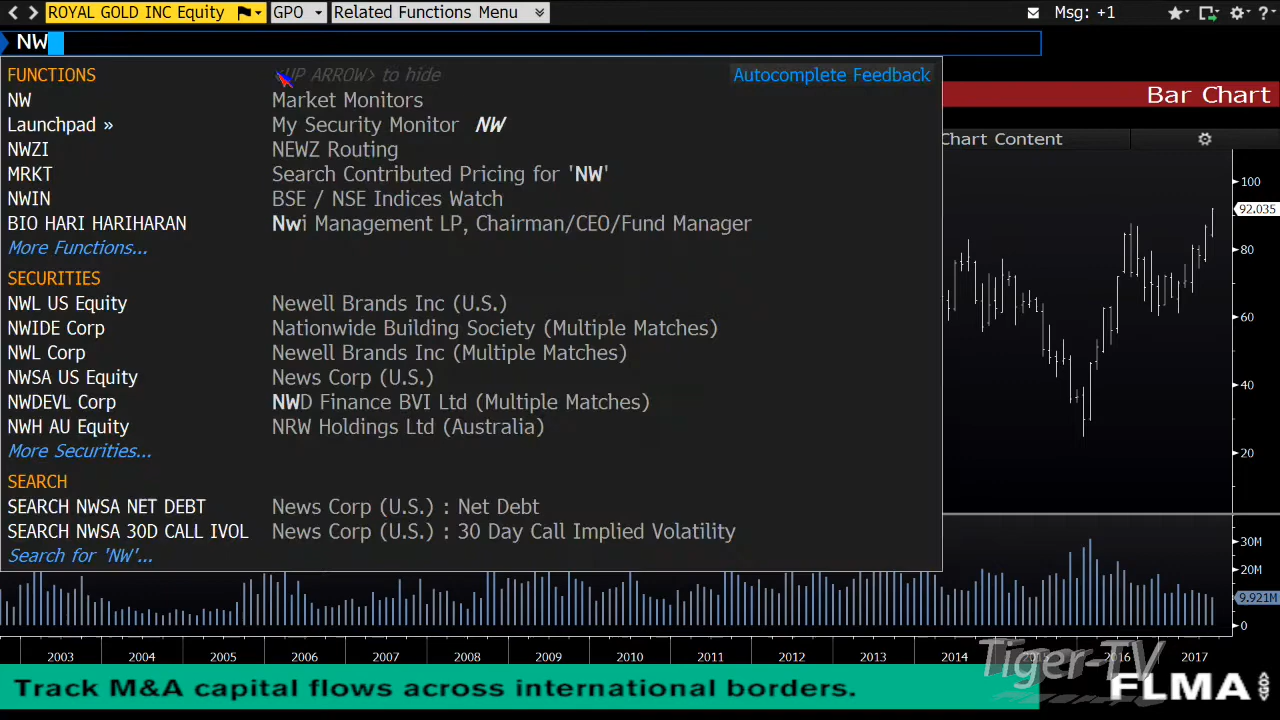 ROYAL GOLD INC Equity GPO Related Functions Menu Msg: +1
NW
FUNCTIONS <UP ARROW> to hide Autocomplete Feedback
NW Market Monitors
Launchpad » My Security Monitor NW
NWZI NEWZ Routing
MRKT Search Contributed Pricing for 'NW'
NWIN BSE / NSE Indices Watch
BIO HARI HARIHARAN Nwi Management LP, Chairman/CEO/Fund Manager
More Functions...
SECURITIES
NWL US Equity Newell Brands Inc (U.S.)
NWIDE Corp Nationwide Building Society (Multiple Matches)
NWL Corp Newell Brands Inc (Multiple Matches)
NWSA US Equity News Corp (U.S.)
NWDEVL Corp NWD Finance BVI Ltd (Multiple Matches)
NWH AU Equity NRW Holdings Ltd (Australia)
More Securities...
SEARCH
SEARCH NWSA NET DEBT News Corp (U.S.) : Net Debt
SEARCH NWSA 30D CALL IVOL News Corp (U.S.) : 30 Day Call Implied Volatility
Search for 'NW'...
Bar Chart
Chart Content
100
92.035
80
60
40
20
30M
20M
9.921M
0
2003 2004 2005 2006 2007 2008 2009 2010 2011 2012 2013 2014 2015 2016 2017
Tiger-TV
Track M&A capital flows across international borders.
FLMA <GO>